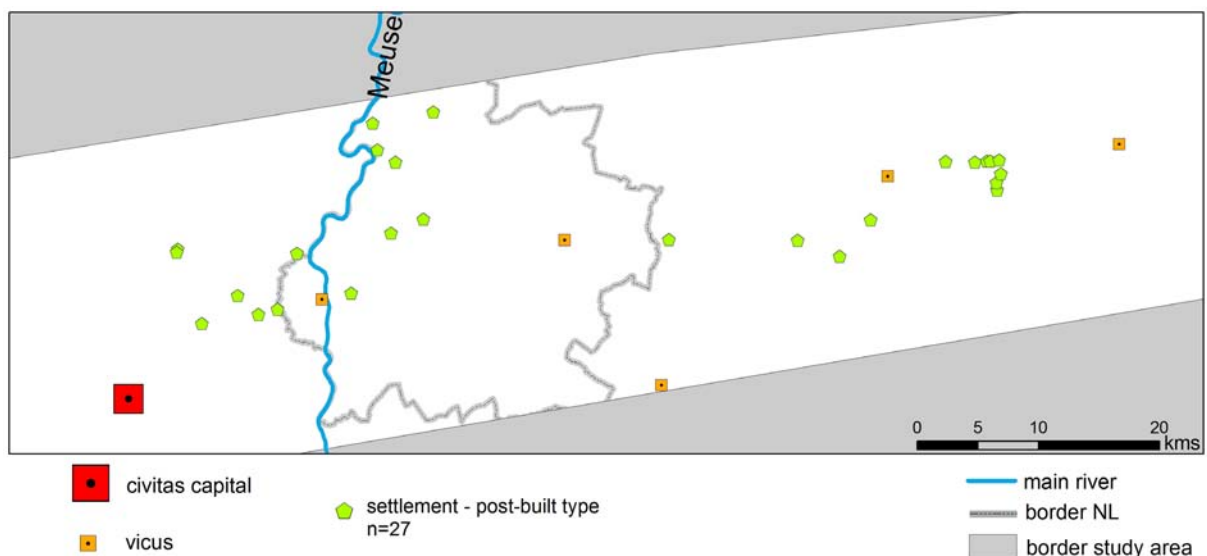 Meuse
0 5 10 20
kms
civitas capital
vicus
settlement - post-built type
n=27
main river
border NL
border study area